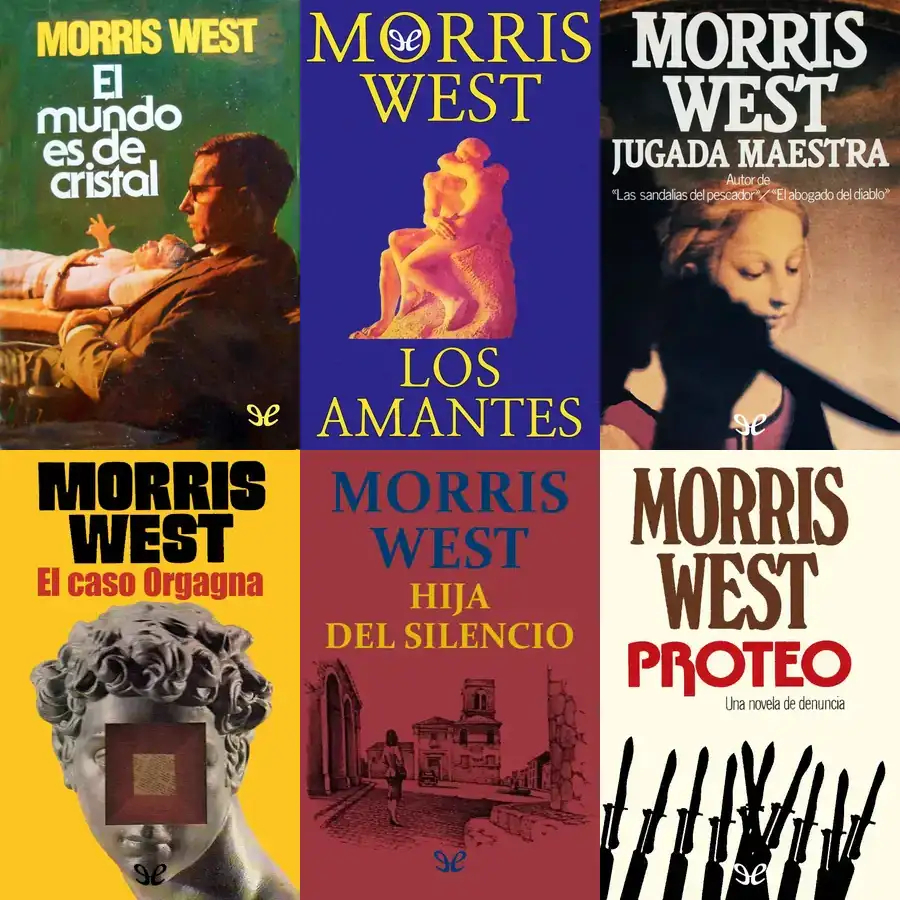 MORRIS WEST
El
mundo
es de
cristal
MORRIS
WEST
LOS
AMANTES
MORRIS
WEST
JUGADA MAESTRA
Autor de
“Las sandalias del pescador”/“El abogado del diablo”
MORRIS
WEST
El caso Orgagna
MORRIS
WEST
HIJA
DEL SILENCIO
MORRIS
WEST
PROTEO
Una novela de denuncia